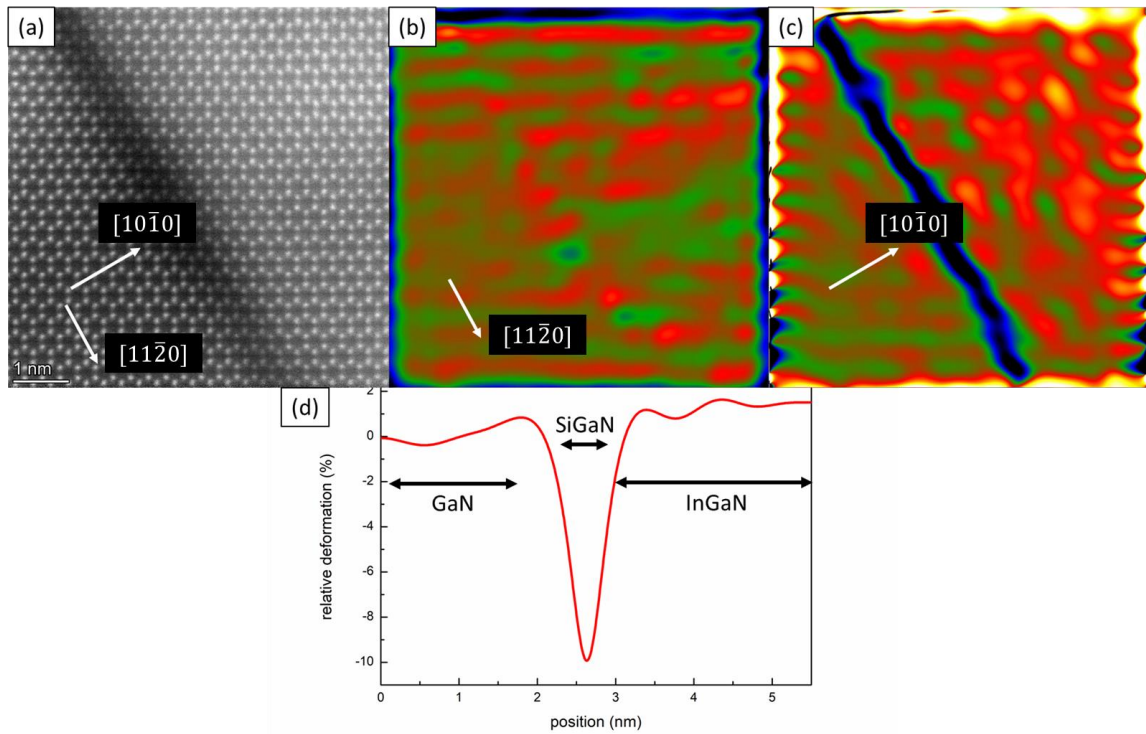 (a)
[101̄0]
[112̄0]
1 nm
(b)
[112̄0]
(c)
[101̄0]
(d)
2
0
-2
-4
-6
-8
-10
relative deformation (%)
SiGaN
GaN
InGaN
0 1 2 3 4 5
position (nm)